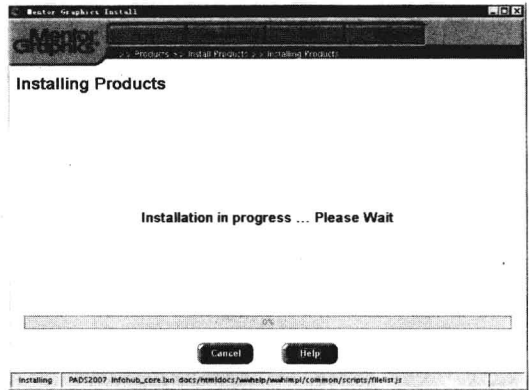 Mentor Graphics Install
Mentor
Graphics
>> Products >> Install Products >> Installing Products
Installing Products
Installation in progress ... Please Wait
0%
Cancel
Help
Installing
PADS2007 infohub_core.ixn docs/htmldocs/wwhelp/wwhimpl/common/scripts/filelist.js